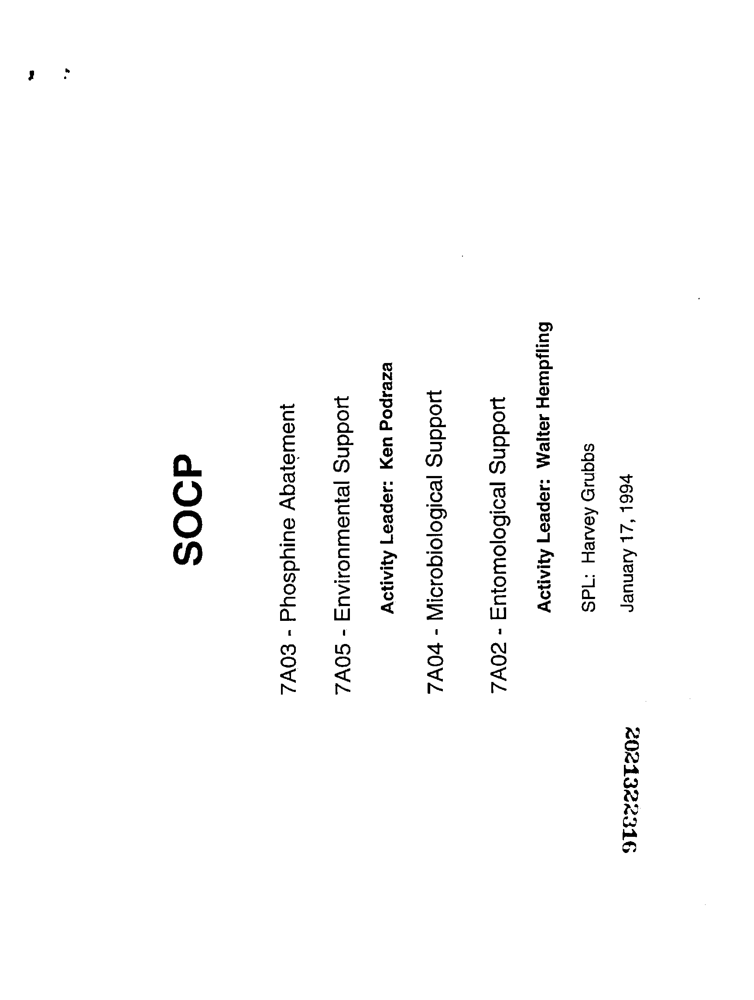 SOCP
7A03 - Phosphine Abatement
7A05 - Environmental Support
Activity Leader: Ken Podraza
7A04 - Microbiological Support
7A02 - Entomological Support
Activity Leader: Walter Hempfling
SPL: Harvey Grubbs
January 17, 1994
2021322316